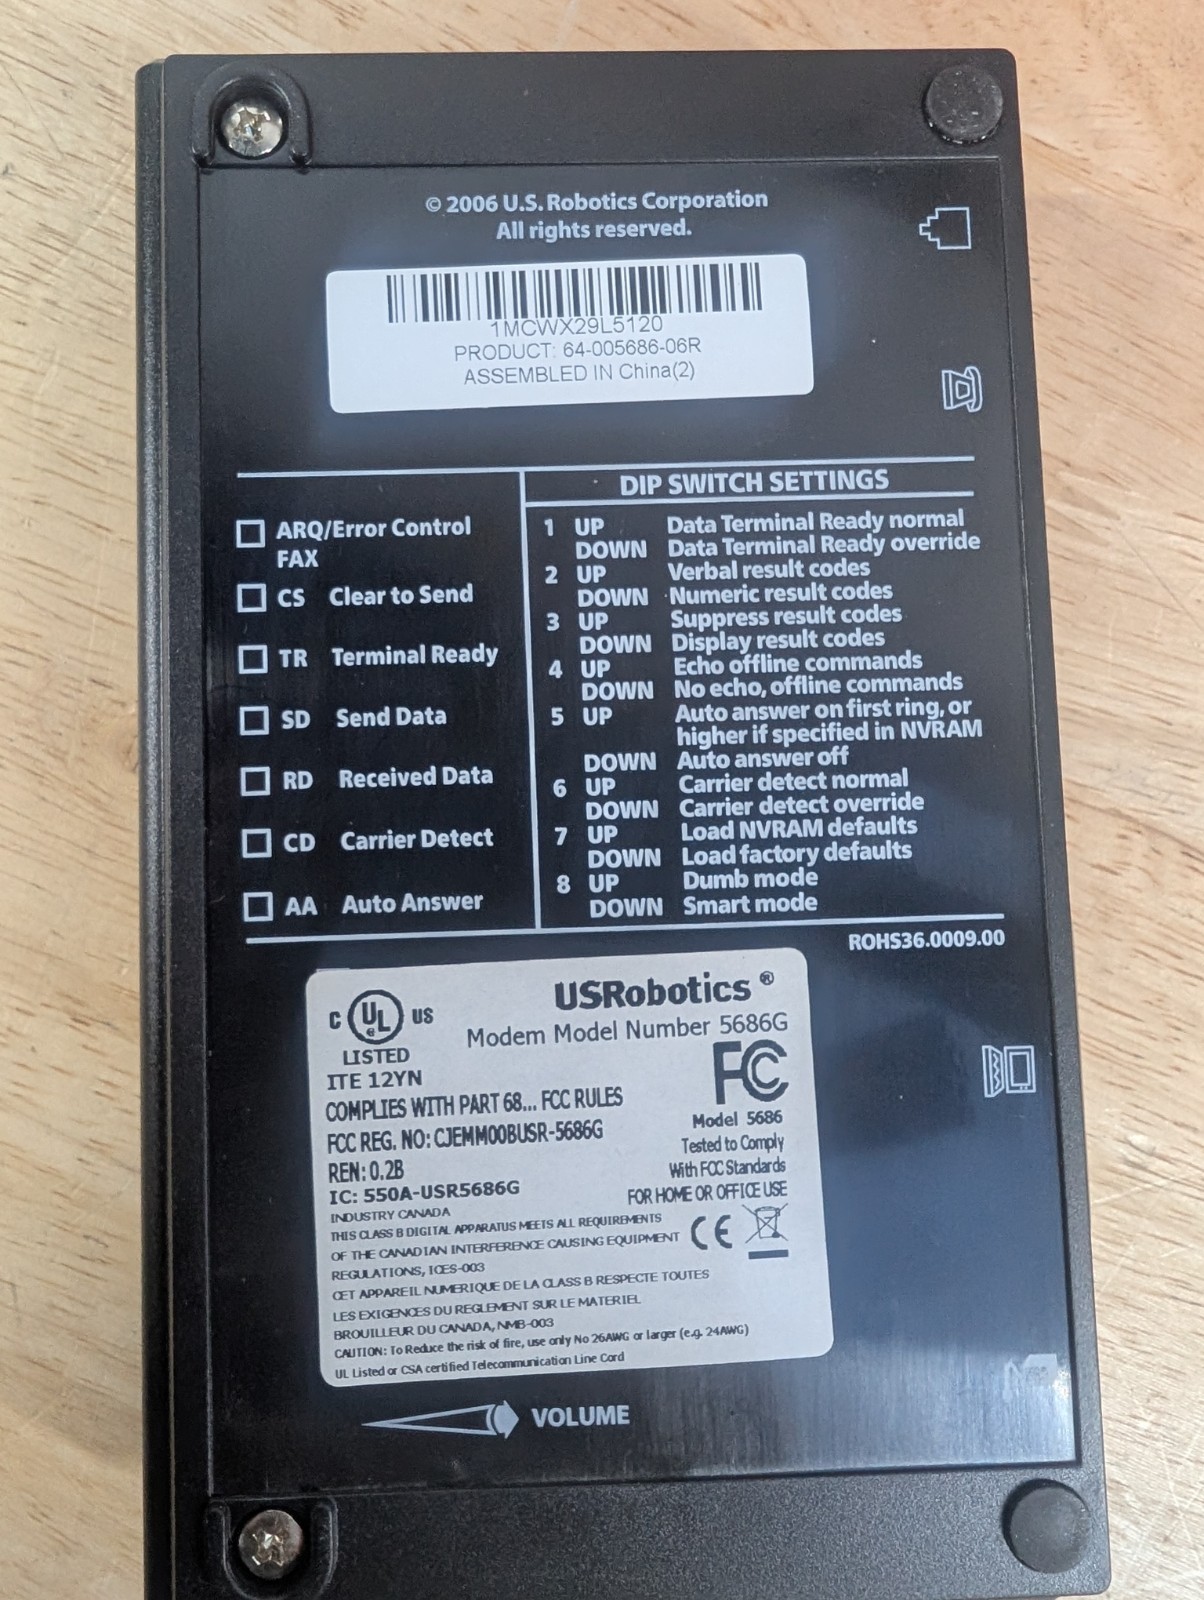 © 2006 U.S. Robotics Corporation
All rights reserved.
1MCWX29L5120
PRODUCT: 64-005686-06R
ASSEMBLED IN China(2)
ARQ/Error Control
FAX
CS Clear to Send
TR Terminal Ready
SD Send Data
RD Received Data
CD Carrier Detect
AA Auto Answer
DIP SWITCH SETTINGS
1 UP Data Terminal Ready normal
DOWN Data Terminal Ready override
2 UP Verbal result codes
DOWN Numeric result codes
3 UP Suppress result codes
DOWN Display result codes
4 UP Echo offline commands
DOWN No echo, offline commands
5 UP Auto answer on first ring, or
higher if specified in NVRAM
DOWN Auto answer off
6 UP Carrier detect normal
DOWN Carrier detect override
7 UP Load NVRAM defaults
DOWN Load factory defaults
8 UP Dumb mode
DOWN Smart mode
ROHS36.0009.00
C UL US
LISTED
ITE 12YN
USRobotics®
Modem Model Number 5686G
FC
COMPLIES WITH PART 68... FCC RULES
FCC REG. NO: CJEMM00BUSR-5686G
REN: 0.2B
IC: 550A-USR5686G
Model 5686
Tested to Comply
With FCC Standards
FOR HOME OR OFFICE USE
INDUSTRY CANADA
THIS CLASS B DIGITAL APPARATUS MEETS ALL REQUIREMENTS
OF THE CANADIAN INTERFERENCE CAUSING EQUIPMENT
REGULATIONS, ICES-003
CE
CET APPAREIL NUMERIQUE DE LA CLASS B RESPECTE TOUTES
LES EXIGENCES DU REGLEMENT SUR LE MATERIEL
BROUILLEUR DU CANADA, NMB-003
CAUTION: To Reduce the risk of fire, use only No 26AWG or larger (e.g. 24AWG)
UL Listed or CSA certified Telecommunication Line Cord
VOLUME